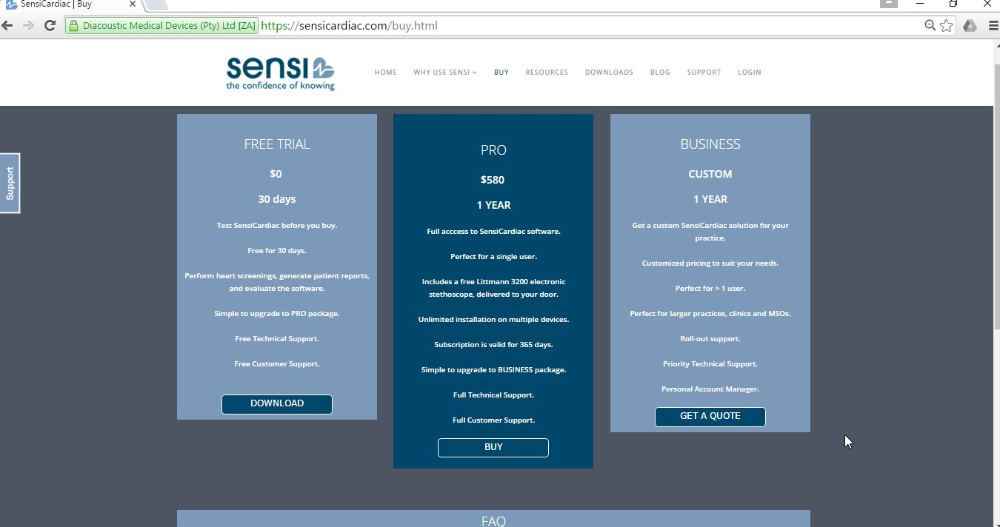 SensiCardiac | Buy
Diacoustic Medical Devices (Pty) Ltd [ZA] https://sensicardiac.com/buy.html
sensi
the confidence of knowing
HOME WHY USE SENSI BUY RESOURCES DOWNLOADS BLOG SUPPORT LOGIN
Support
FREE TRIAL
$0
30 days
Test SensiCardiac before you buy.
Free for 30 days.
Perform heart screenings, generate patient reports,
and evaluate the software.
Simple to upgrade to PRO package.
Free Technical Support.
Free Customer Support.
DOWNLOAD
PRO
$580
1 YEAR
Full acccess to SensiCardiac software.
Perfect for a single user.
Includes a free Littmann 3200 electronic
stethoscope, delivered to your door.
Unlimited installation on multiple devices.
Subscription is valid for 365 days.
Simple to upgrade to BUSINESS package.
Full Technical Support.
Full Customer Support.
BUY
BUSINESS
CUSTOM
1 YEAR
Get a custom SensiCardiac solution for your
practice.
Customized pricing to suit your needs.
Perfect for > 1 user.
Perfect for larger practices, clinics and MSOs.
Roll-out support.
Priority Technical Support.
Personal Account Manager.
GET A QUOTE
FAQ